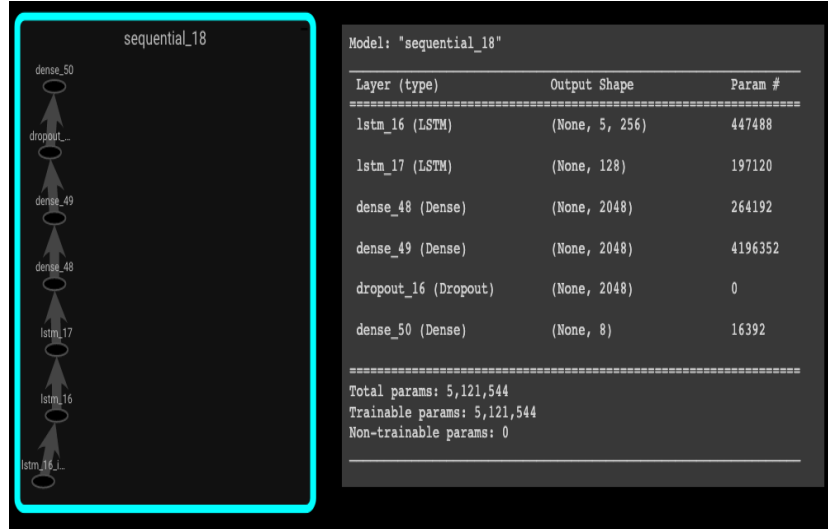 sequential_18
dense_50
dropout_...
dense_49
dense_48
lstm_17
lstm_16
lstm_16_i...
Model: "sequential_18"
Layer (type) Output Shape Param #
lstm_16 (LSTM) (None, 5, 256) 447488
lstm_17 (LSTM) (None, 128) 197120
dense_48 (Dense) (None, 2048) 264192
dense_49 (Dense) (None, 2048) 4196352
dropout_16 (Dropout) (None, 2048) 0
dense_50 (Dense) (None, 8) 16392
Total params: 5,121,544
Trainable params: 5,121,544
Non-trainable params: 0